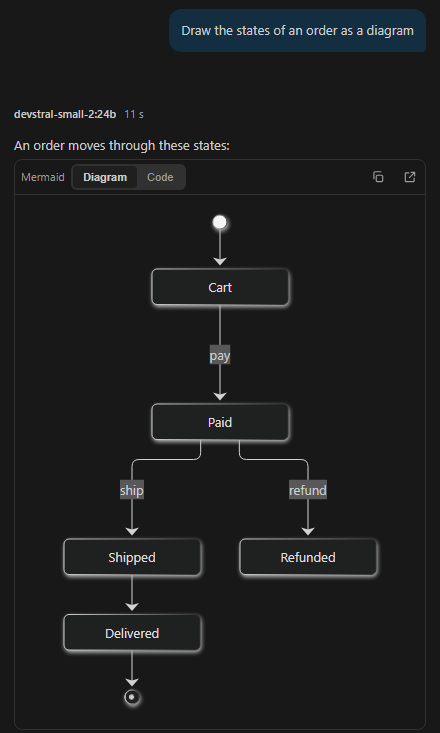 Draw the states of an order as a diagram
devstral-small-2:24b 11 s
An order moves through these states:
Mermaid Diagram Code
Cart
pay
Paid
ship refund
Shipped Refunded
Delivered